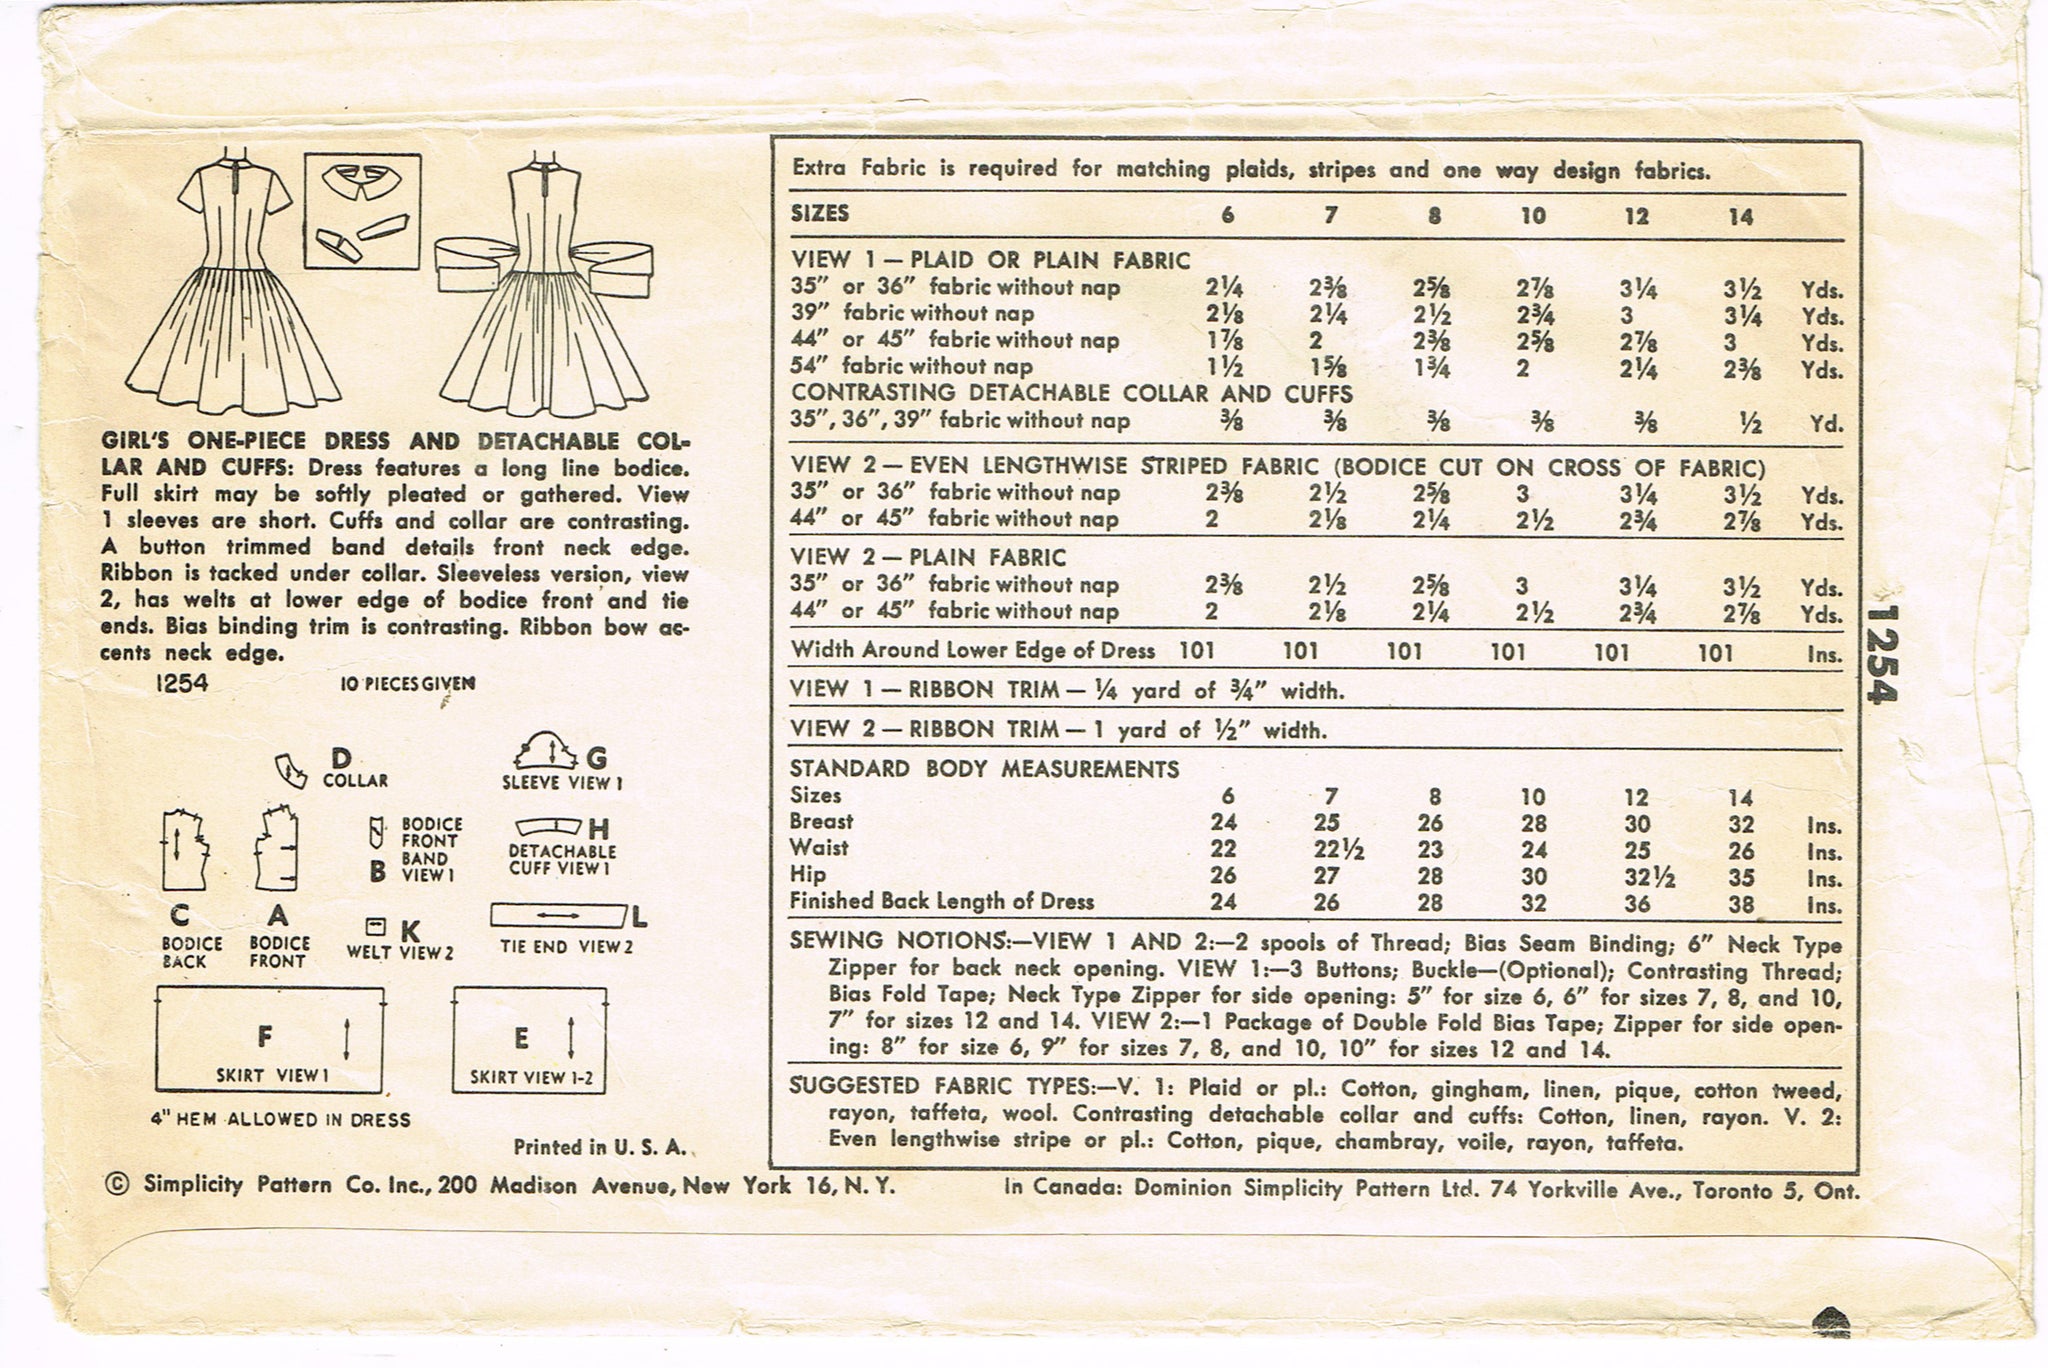 GIRL'S ONE-PIECE DRESS AND DETACHABLE COL-
LAR AND CUFFS: Dress features a long line bodice.
Full skirt may be softly pleated or gathered. View
1 sleeves are short. Cuffs and collar are contrasting.
A button trimmed band details front neck edge.
Ribbon is tacked under collar. Sleeveless version, view
2, has welts at lower edge of bodice front and tie
ends. Bias binding trim is contrasting. Ribbon bow ac-
cents neck edge.
1254 10 PIECES GIVEN
D
COLLAR
G
SLEEVE VIEW 1
C
BODICE
BACK
A
BODICE
FRONT
B
BODICE
FRONT
BAND
VIEW 1
H
DETACHABLE
CUFF VIEW 1
K
WELT VIEW 2
L
TIE END VIEW 2
F
SKIRT VIEW 1
E
SKIRT VIEW 1-2
4" HEM ALLOWED IN DRESS
Printed in U. S. A.
Extra Fabric is required for matching plaids, stripes and one way design fabrics.
SIZES 6 7 8 10 12 14
VIEW 1 — PLAID OR PLAIN FABRIC
35" or 36" fabric without nap 2¼ 2⅜ 2⅝ 2⅞ 3¼ 3½ Yds.
39" fabric without nap 2⅛ 2¼ 2½ 2¾ 3 3¼ Yds.
44" or 45" fabric without nap 1⅞ 2 2⅜ 2⅝ 2⅞ 3 Yds.
54" fabric without nap 1½ 1⅝ 1¾ 2 2¼ 2⅜ Yds.
CONTRASTING DETACHABLE COLLAR AND CUFFS
35", 36", 39" fabric without nap ⅜ ⅜ ⅜ ⅜ ⅜ ½ Yd.
VIEW 2 — EVEN LENGTHWISE STRIPED FABRIC (BODICE CUT ON CROSS OF FABRIC)
35" or 36" fabric without nap 2⅜ 2½ 2⅝ 3 3¼ 3½ Yds.
44" or 45" fabric without nap 2 2⅛ 2¼ 2½ 2¾ 2⅞ Yds.
VIEW 2 — PLAIN FABRIC
35" or 36" fabric without nap 2⅜ 2½ 2⅝ 3 3¼ 3½ Yds.
44" or 45" fabric without nap 2 2⅛ 2¼ 2½ 2¾ 2⅞ Yds.
Width Around Lower Edge of Dress 101 101 101 101 101 101 Ins.
VIEW 1 — RIBBON TRIM — ¼ yard of ¾" width.
VIEW 2 — RIBBON TRIM — 1 yard of ½" width.
STANDARD BODY MEASUREMENTS
Sizes 6 7 8 10 12 14
Breast 24 25 26 28 30 32 Ins.
Waist 22 22½ 23 24 25 26 Ins.
Hip 26 27 28 30 32½ 35 Ins.
Finished Back Length of Dress 24 26 28 32 36 38 Ins.
SEWING NOTIONS:—VIEW 1 AND 2:—2 spools of Thread; Bias Seam Binding; 6" Neck Type
Zipper for back neck opening. VIEW 1:—3 Buttons; Buckle—(Optional); Contrasting Thread;
Bias Fold Tape; Neck Type Zipper for side opening: 5" for size 6, 6" for sizes 7, 8, and 10,
7" for sizes 12 and 14. VIEW 2:—1 Package of Double Fold Bias Tape; Zipper for side open-
ing: 8" for size 6, 9" for sizes 7, 8, and 10, 10" for sizes 12 and 14.
SUGGESTED FABRIC TYPES:—V. 1: Plaid or pl.: Cotton, gingham, linen, pique, cotton tweed,
rayon, taffeta, wool. Contrasting detachable collar and cuffs: Cotton, linen, rayon. V. 2:
Even lengthwise stripe or pl.: Cotton, pique, chambray, voile, rayon, taffeta.
1254
© Simplicity Pattern Co. Inc., 200 Madison Avenue, New York 16, N. Y. In Canada: Dominion Simplicity Pattern Ltd. 74 Yorkville Ave., Toronto 5, Ont.